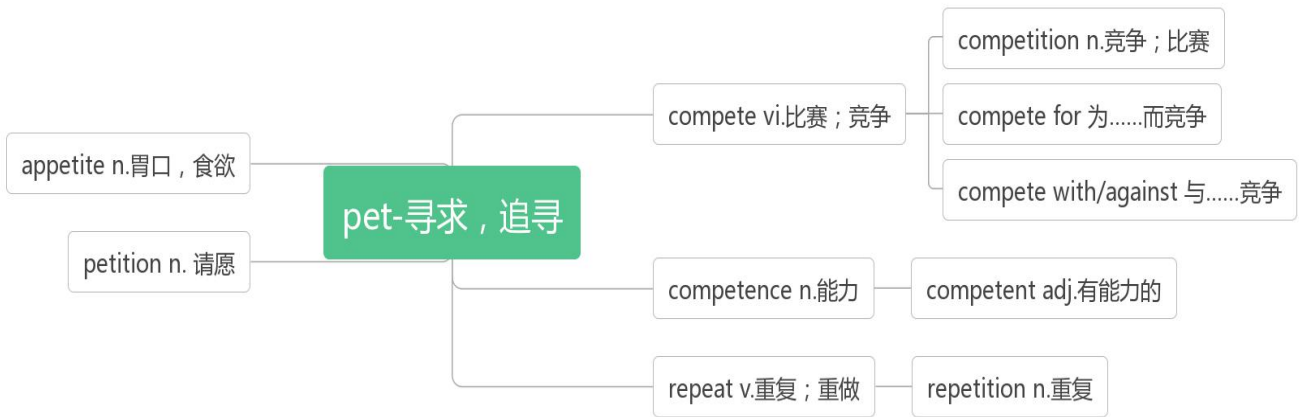 pet-寻求，追寻
compete vi.比赛；竞争
competition n.竞争；比赛
compete for 为……而竞争
compete with/against 与……竞争
competence n.能力
competent adj.有能力的
repeat v.重复；重做
repetition n.重复
appetite n.胃口，食欲
petition n. 请愿